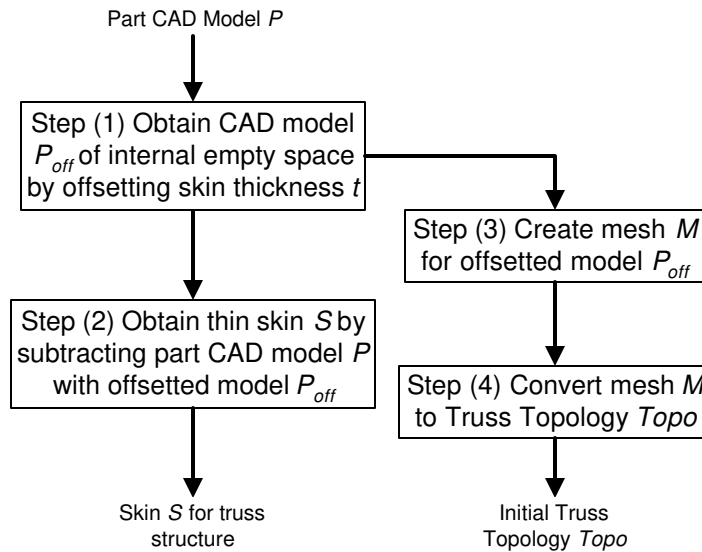 Part CAD Model P
Step (1) Obtain CAD model
P_off of internal empty space
by offsetting skin thickness t
Step (2) Obtain thin skin S by
subtracting part CAD model P
with offsetted model P_off
Skin S for truss
structure
Step (3) Create mesh M
for offsetted model P_off
Step (4) Convert mesh M
to Truss Topology Topo
Initial Truss
Topology Topo